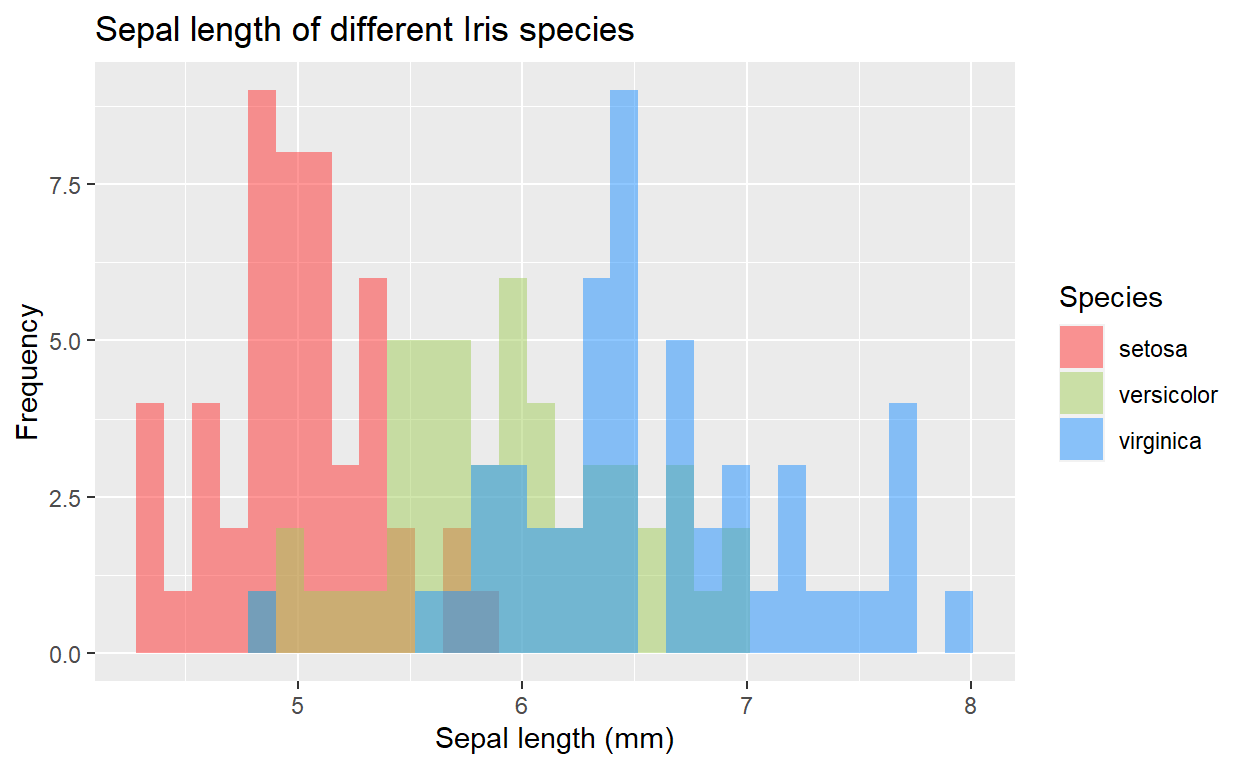 Sepal length of different Iris species
Frequency
7.5
5.0
2.5
0.0
5 6 7 8
Sepal length (mm)
Species
setosa
versicolor
virginica